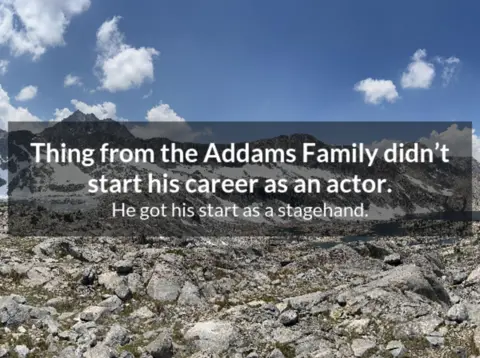 Thing from the Addams Family didn't
start his career as an actor.
He got his start as a stagehand.